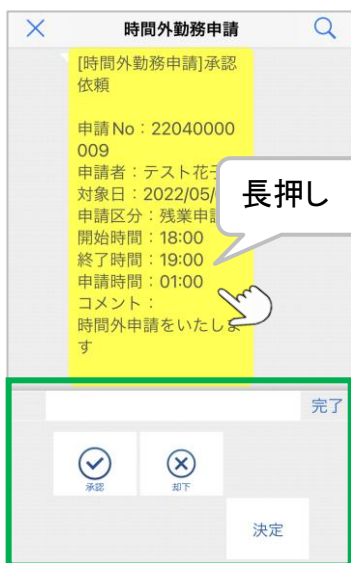 時間外勤務申請
[時間外勤務申請]承認
依頼
申請No：22040000
009
申請者：テスト花
対象日：2022/05/
申請区分：残業申
開始時間：18:00
終了時間：19:00
申請時間：01:00
コメント：
時間外申請をいたしま
す
長押し
完了
承認
却下
決定